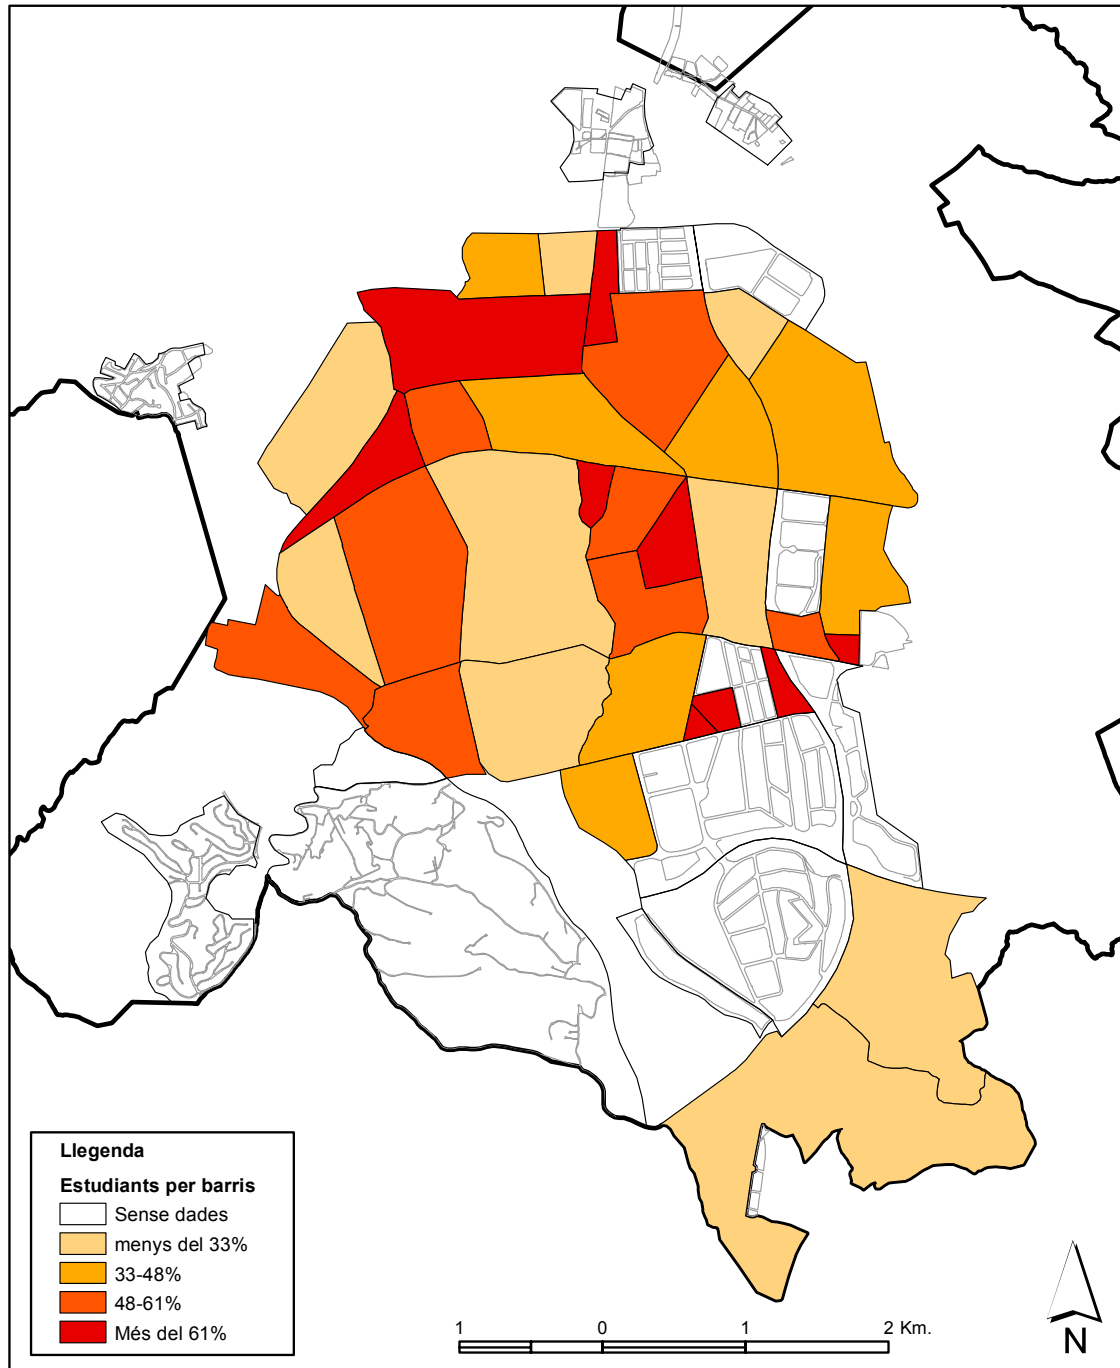 Llegenda
Estudiants per barris
Sense dades
menys del 33%
33-48%
48-61%
Més del 61%
1 0 1 2 Km.
N